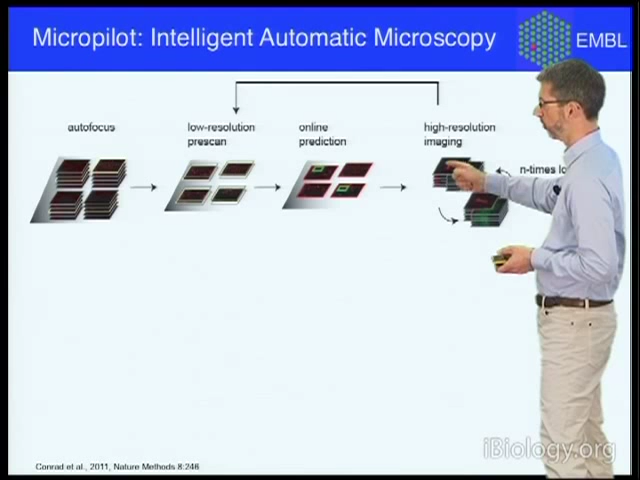 Micropilot: Intelligent Automatic Microscopy
EMBL
autofocus
low-resolution
prescan
online
prediction
high-resolution
imaging
n-times
Conrad et al., 2011, Nature Methods 8:246
iBiology.org